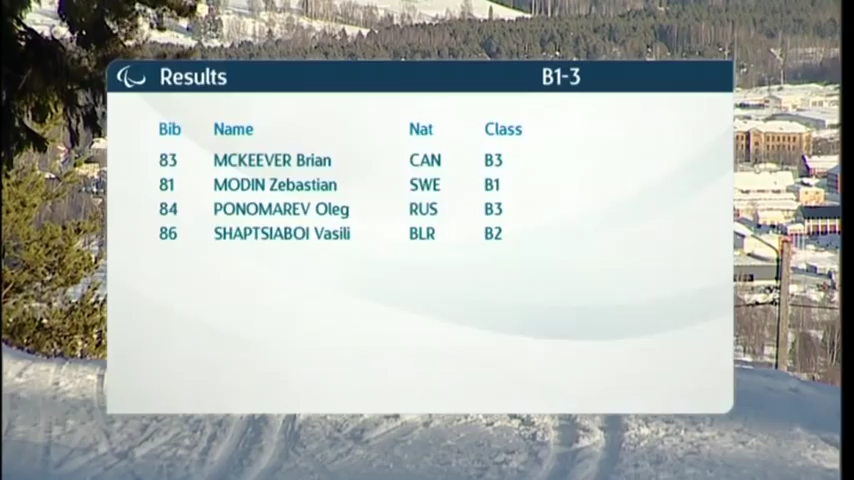 Results B1-3
Bib Name Nat Class
83 MCKEEVER Brian CAN B3
81 MODIN Zebastian SWE B1
84 PONOMAREV Oleg RUS B3
86 SHAPTSIABOI Vasili BLR B2